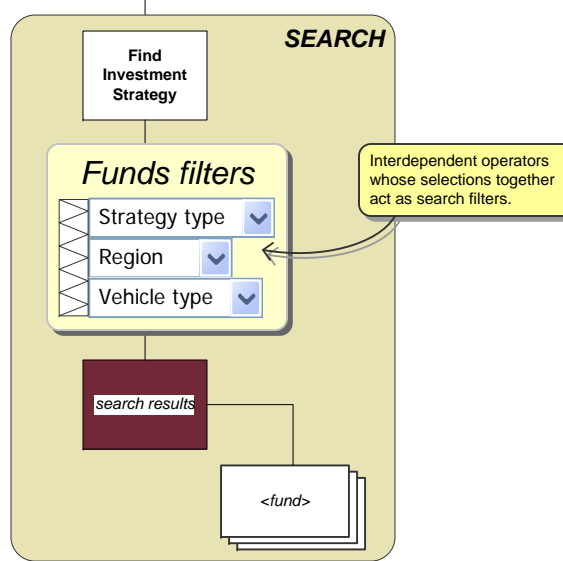 SEARCH
Find
Investment
Strategy
Funds filters
Strategy type
Region
Vehicle type
Interdependent operators
whose selections together
act as search filters.
search results
<fund>